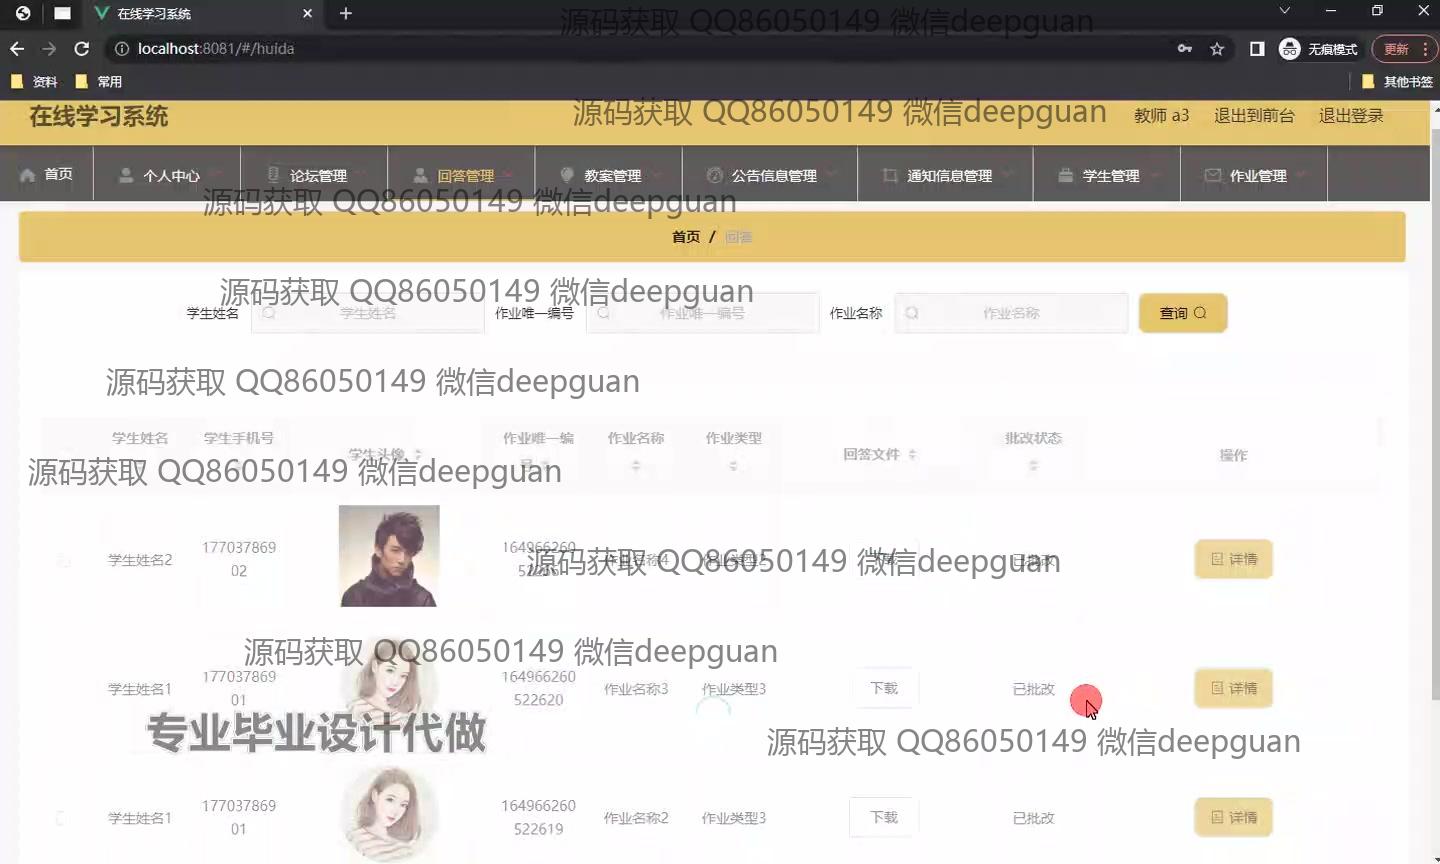 在线学习系统
源码获取 QQ86050149 微信deepguan
localhost:8081/#/huida
无痕模式
更新
资料
常用
其他书签
在线学习系统
源码获取 QQ86050149 微信deepguan
教师 a3
退出到前台
退出登录
首页
个人中心
论坛管理
回答管理
教案管理
公告信息管理
通知信息管理
学生管理
作业管理
源码获取 QQ86050149 微信deepguan
首页 / 回答
源码获取 QQ86050149 微信deepguan
学生姓名
学生姓名
作业唯一编号
作业唯一编号
作业名称
作业名称
查询
源码获取 QQ86050149 微信deepguan
学生姓名
学生手机号
学生头像
作业唯一编
号
作业名称
作业类型
回答文件
批改状态
操作
源码获取 QQ86050149 微信deepguan
学生姓名2
177037869
02
164966260
作业名称4
作业类型2
已批改
详情
源码获取 QQ86050149 微信deepguan
源码获取 QQ86050149 微信deepguan
学生姓名1
177037869
01
164966260
522620
作业名称3
作业类型3
下载
已批改
详情
专业毕业设计代做
源码获取 QQ86050149 微信deepguan
学生姓名1
177037869
01
164966260
522619
作业名称2
作业类型3
下载
已批改
详情